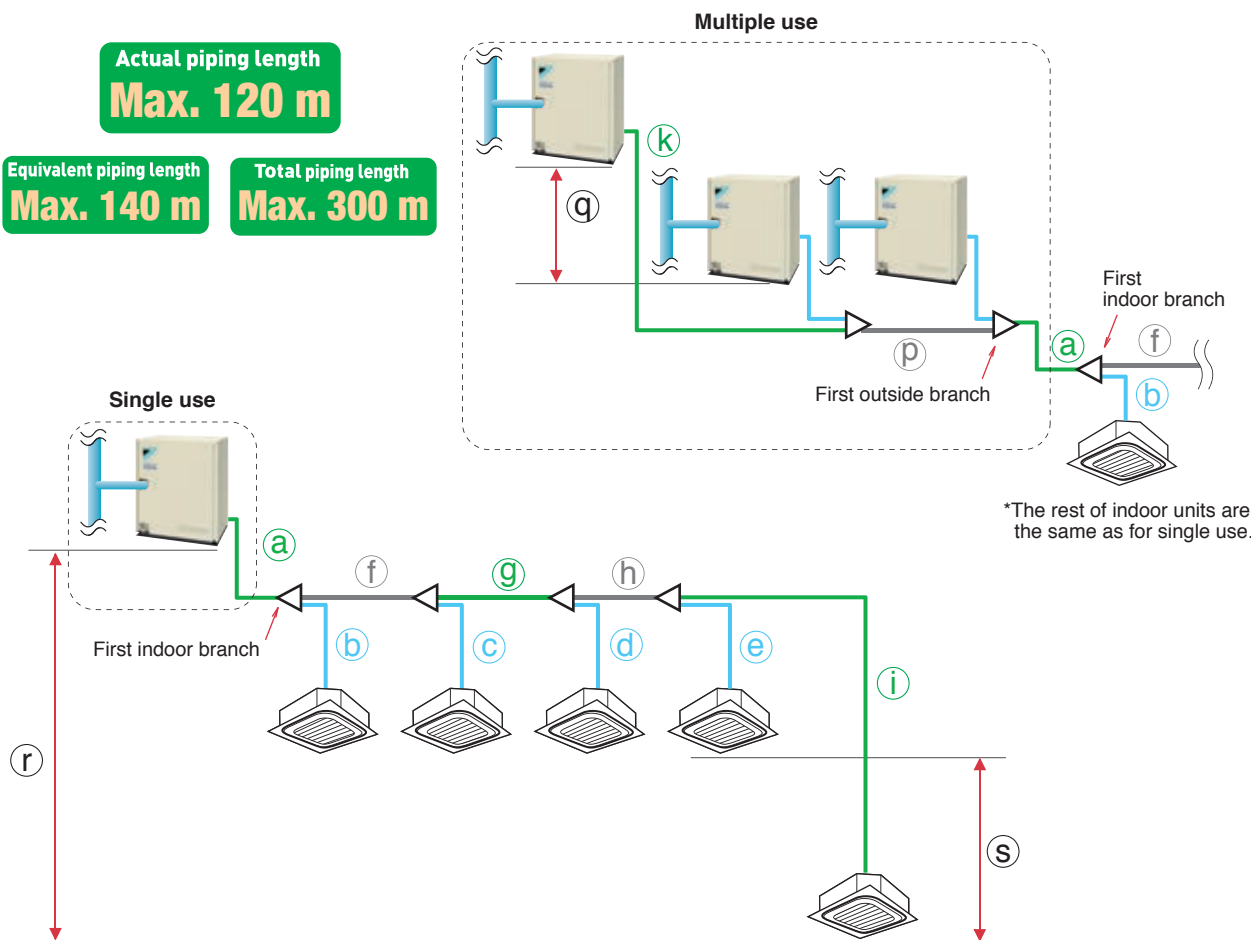 Multiple use
Actual piping length
Max. 120 m
Equivalent piping length
Max. 140 m
Total piping length
Max. 300 m
k
q
p
First outside branch
First
indoor branch
a
f
b
*The rest of indoor units are
the same as for single use.
Single use
a
First indoor branch
f
g
h
b
c
d
e
i
r
s